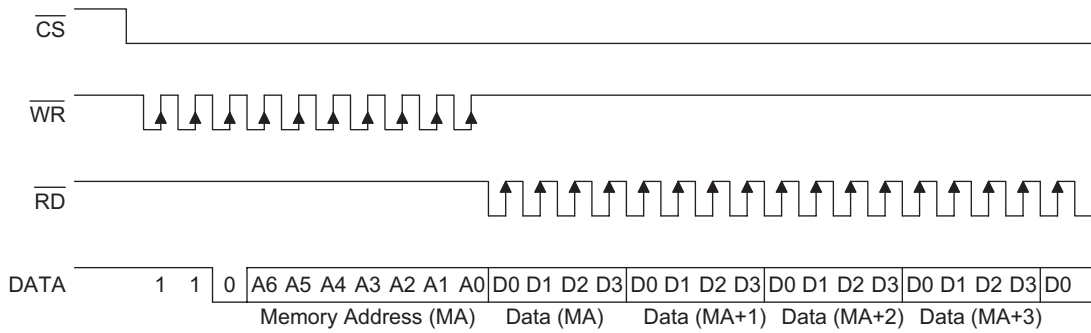 CS
WR
RD
DATA 1 1 0 A6 A5 A4 A3 A2 A1 A0 D0 D1 D2 D3 D0 D1 D2 D3 D0 D1 D2 D3 D0 D1 D2 D3 D0
Memory Address (MA) Data (MA) Data (MA+1) Data (MA+2) Data (MA+3)